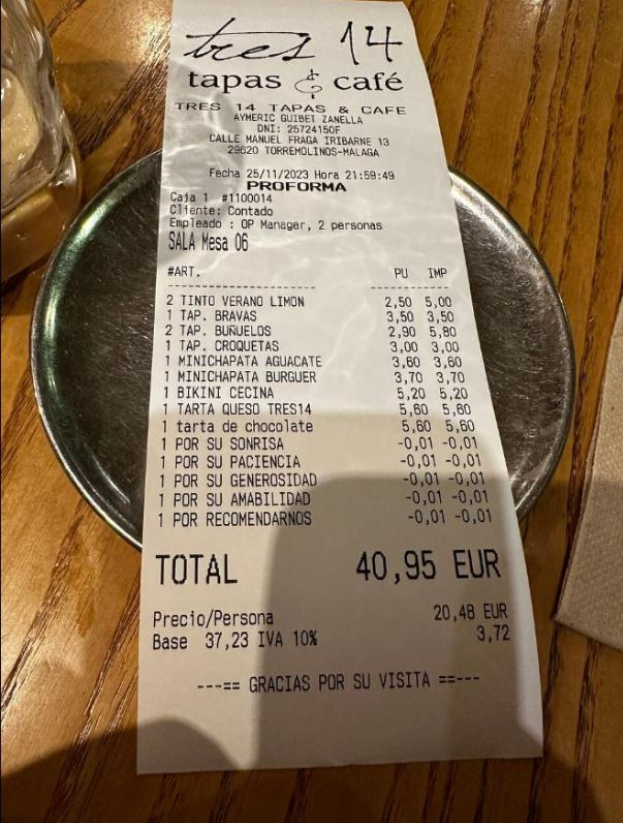 tres 14
tapas & café
TRES 14 TAPAS & CAFE
AYMERIC GUIBET ZANELLA
DNI: 25724150F
CALLE MANUEL FRAGA IRIBARNE 13
29620 TORREMOLINOS-MALAGA
Fecha 25/11/2023 Hora 21:59:49
PROFORMA
Caja 1 #1100014
Cliente: Contado
Empleado : OP Manager, 2 personas
SALA Mesa 06
#ART. PU IMP
2 TINTO VERANO LIMON 2,50 5,00
1 TAP. BRAVAS 3,50 3,50
2 TAP. BUÑUELOS 2,90 5,80
1 TAP. CROQUETAS 3,00 3,00
1 MINICHAPATA AGUACATE 3,60 3,60
1 MINICHAPATA BURGUER 3,70 3,70
1 BIKINI CECINA 5,20 5,20
1 TARTA QUESO TRES14 5,60 5,60
1 tarta de chocolate 5,60 5,60
1 POR SU SONRISA -0,01 -0,01
1 POR SU PACIENCIA -0,01 -0,01
1 POR SU GENEROSIDAD -0,01 -0,01
1 POR SU AMABILIDAD -0,01 -0,01
1 POR RECOMENDARNOS -0,01 -0,01
TOTAL 40,95 EUR
Precio/Persona 20,48 EUR
Base 37,23 IVA 10% 3,72
---== GRACIAS POR SU VISITA ==---